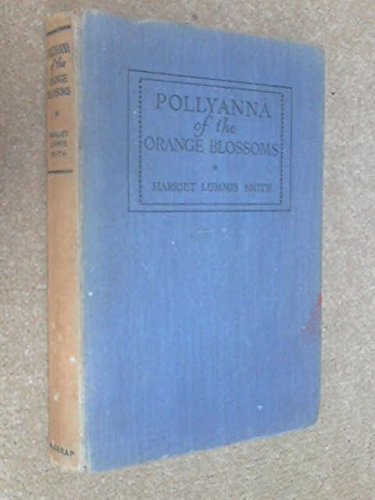 POLLYANNA
of the
ORANGE BLOSSOMS
HARRIET LUMMIS SMITH
POLLYANNA
of the
ORANGE
BLOSSOMS
HARRIET
LUMMIS
SMITH
HARRAP